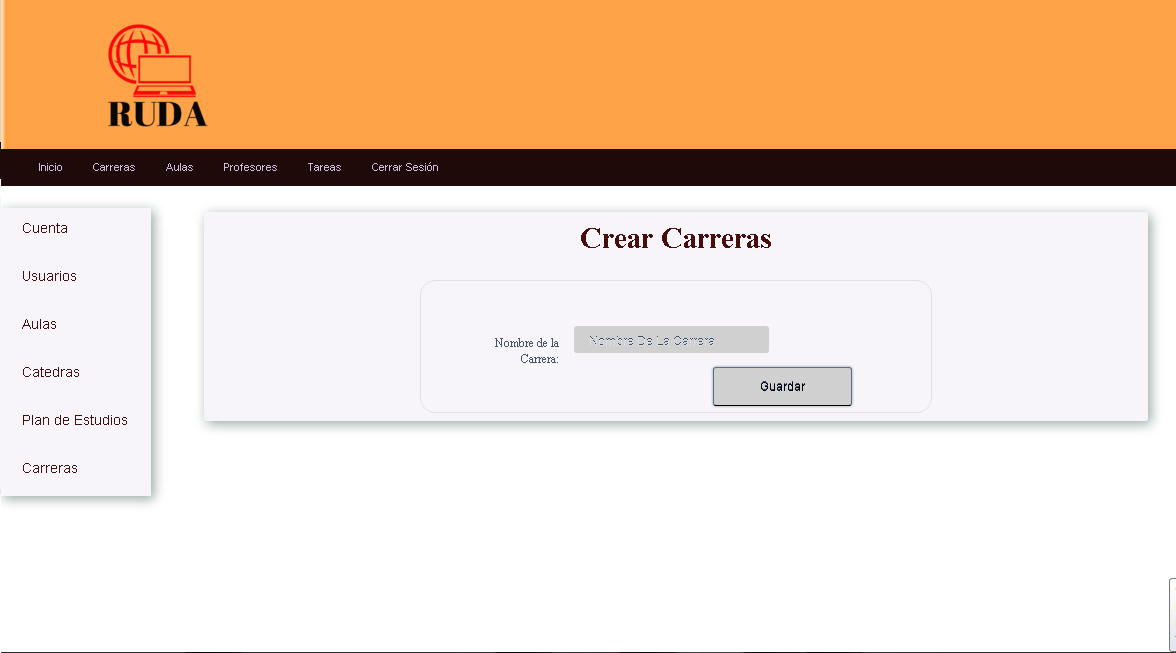 RUDA
Inicio Carreras Aulas Profesores Tareas Cerrar Sesión
Cuenta
Usuarios
Aulas
Catedras
Plan de Estudios
Carreras
Crear Carreras
Nombre de la
Carrera:
Nombre De La Carrera
Guardar